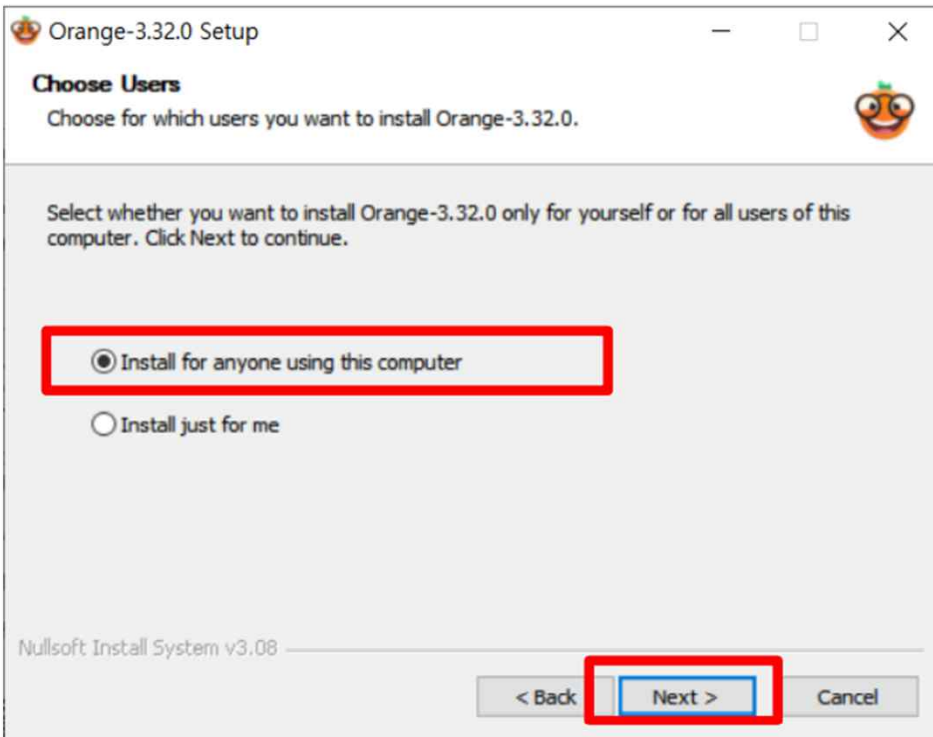 Orange-3.32.0 Setup
Choose Users
Choose for which users you want to install Orange-3.32.0.
Select whether you want to install Orange-3.32.0 only for yourself or for all users of this
computer. Click Next to continue.
Install for anyone using this computer
Install just for me
Nullsoft Install System v3.08
< Back Next > Cancel